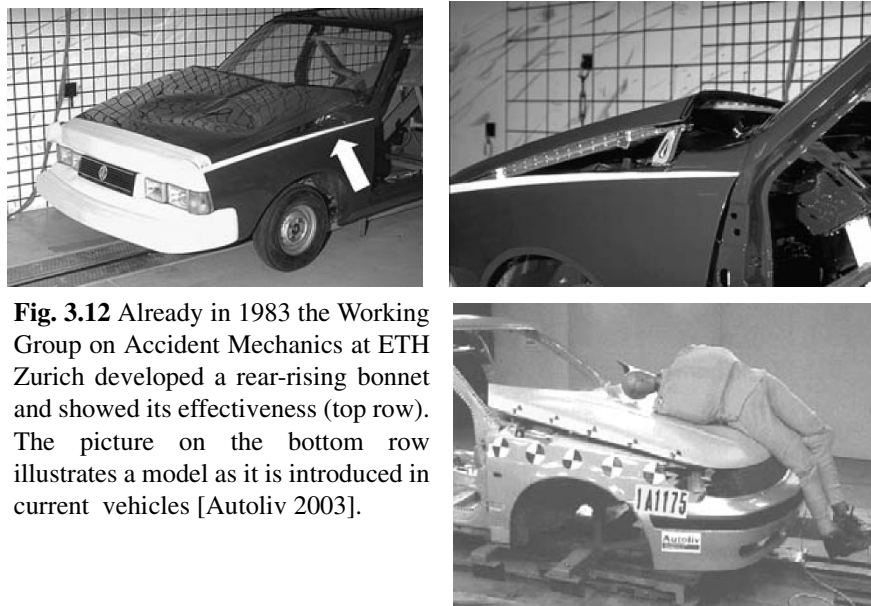 Fig. 3.12 Already in 1983 the Working
Group on Accident Mechanics at ETH
Zurich developed a rear-rising bonnet
and showed its effectiveness (top row).
The picture on the bottom row
illustrates a model as it is introduced in
current vehicles [Autoliv 2003].
1A1175
Autoliv